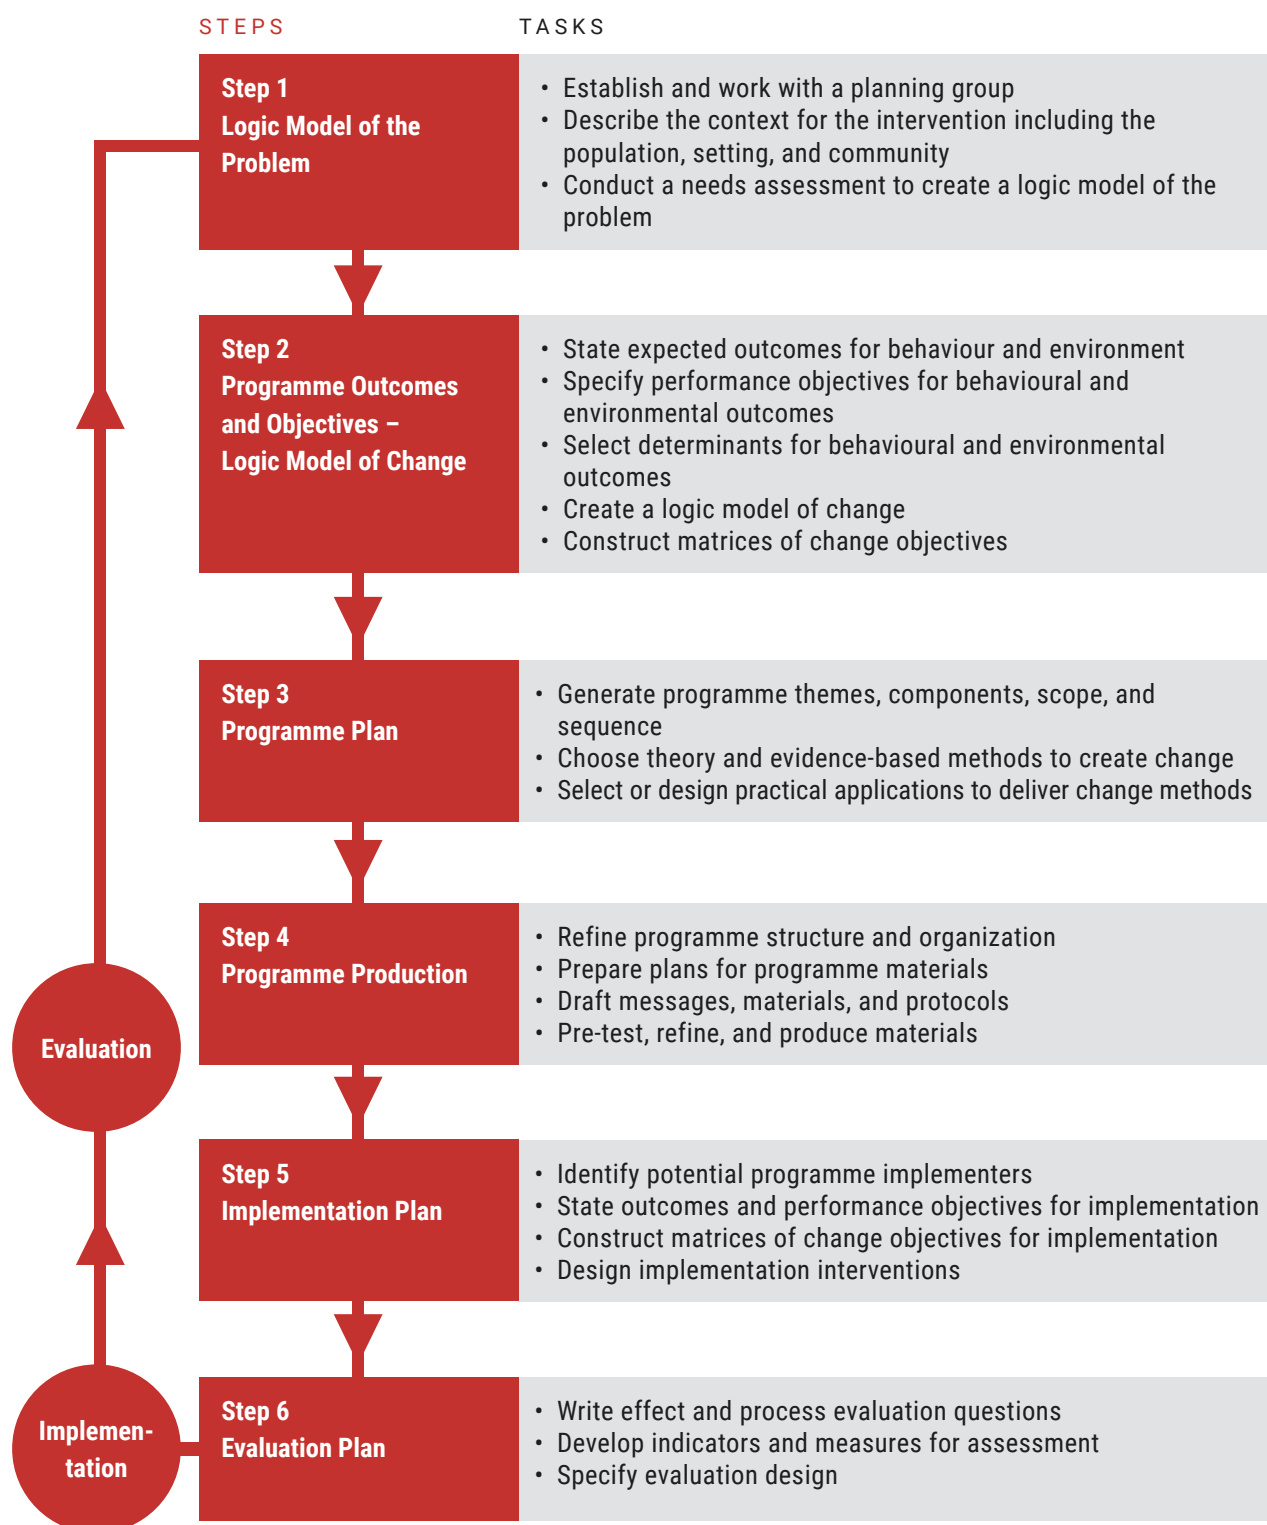 STEPS
TASKS
Step 1
Logic Model of the
Problem
• Establish and work with a planning group
• Describe the context for the intervention including the
population, setting, and community
• Conduct a needs assessment to create a logic model of the
problem
Step 2
Programme Outcomes
and Objectives –
Logic Model of Change
• State expected outcomes for behaviour and environment
• Specify performance objectives for behavioural and
environmental outcomes
• Select determinants for behavioural and environmental
outcomes
• Create a logic model of change
• Construct matrices of change objectives
Step 3
Programme Plan
• Generate programme themes, components, scope, and
sequence
• Choose theory and evidence-based methods to create change
• Select or design practical applications to deliver change methods
Step 4
Programme Production
• Refine programme structure and organization
• Prepare plans for programme materials
• Draft messages, materials, and protocols
• Pre-test, refine, and produce materials
Evaluation
Step 5
Implementation Plan
• Identify potential programme implementers
• State outcomes and performance objectives for implementation
• Construct matrices of change objectives for implementation
• Design implementation interventions
Implemen-
tation
Step 6
Evaluation Plan
• Write effect and process evaluation questions
• Develop indicators and measures for assessment
• Specify evaluation design